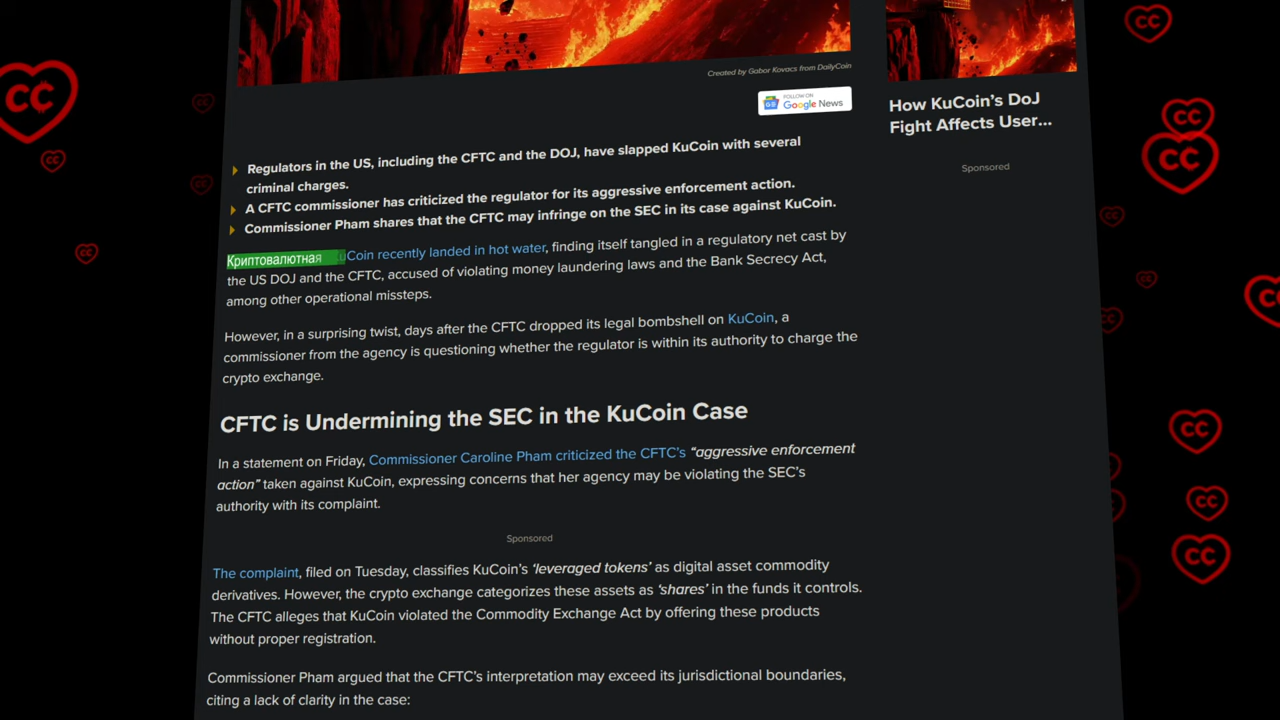 Created by Gabor Kovacs from DailyCoin
FOLLOW ON
Google News
How KuCoin's DoJ
Fight Affects User...
Sponsored
Regulators in the US, including the CFTC and the DOJ, have slapped KuCoin with several
criminal charges.
A CFTC commissioner has criticized the regulator for its aggressive enforcement action.
Commissioner Pham shares that the CFTC may infringe on the SEC in its case against KuCoin.
Криптовалютная uCoin recently landed in hot water, finding itself tangled in a regulatory net cast by
the US DOJ and the CFTC, accused of violating money laundering laws and the Bank Secrecy Act,
among other operational missteps.
However, in a surprising twist, days after the CFTC dropped its legal bombshell on KuCoin, a
commissioner from the agency is questioning whether the regulator is within its authority to charge the
crypto exchange.
CFTC is Undermining the SEC in the KuCoin Case
In a statement on Friday, Commissioner Caroline Pham criticized the CFTC's “aggressive enforcement
action” taken against KuCoin, expressing concerns that her agency may be violating the SEC's
authority with its complaint.
Sponsored
The complaint, filed on Tuesday, classifies KuCoin's ‘leveraged tokens’ as digital asset commodity
derivatives. However, the crypto exchange categorizes these assets as ‘shares’ in the funds it controls.
The CFTC alleges that KuCoin violated the Commodity Exchange Act by offering these products
without proper registration.
Commissioner Pham argued that the CFTC's interpretation may exceed its jurisdictional boundaries,
citing a lack of clarity in the case:
CC
CC
CC
CC
CC
CC
CC
CC